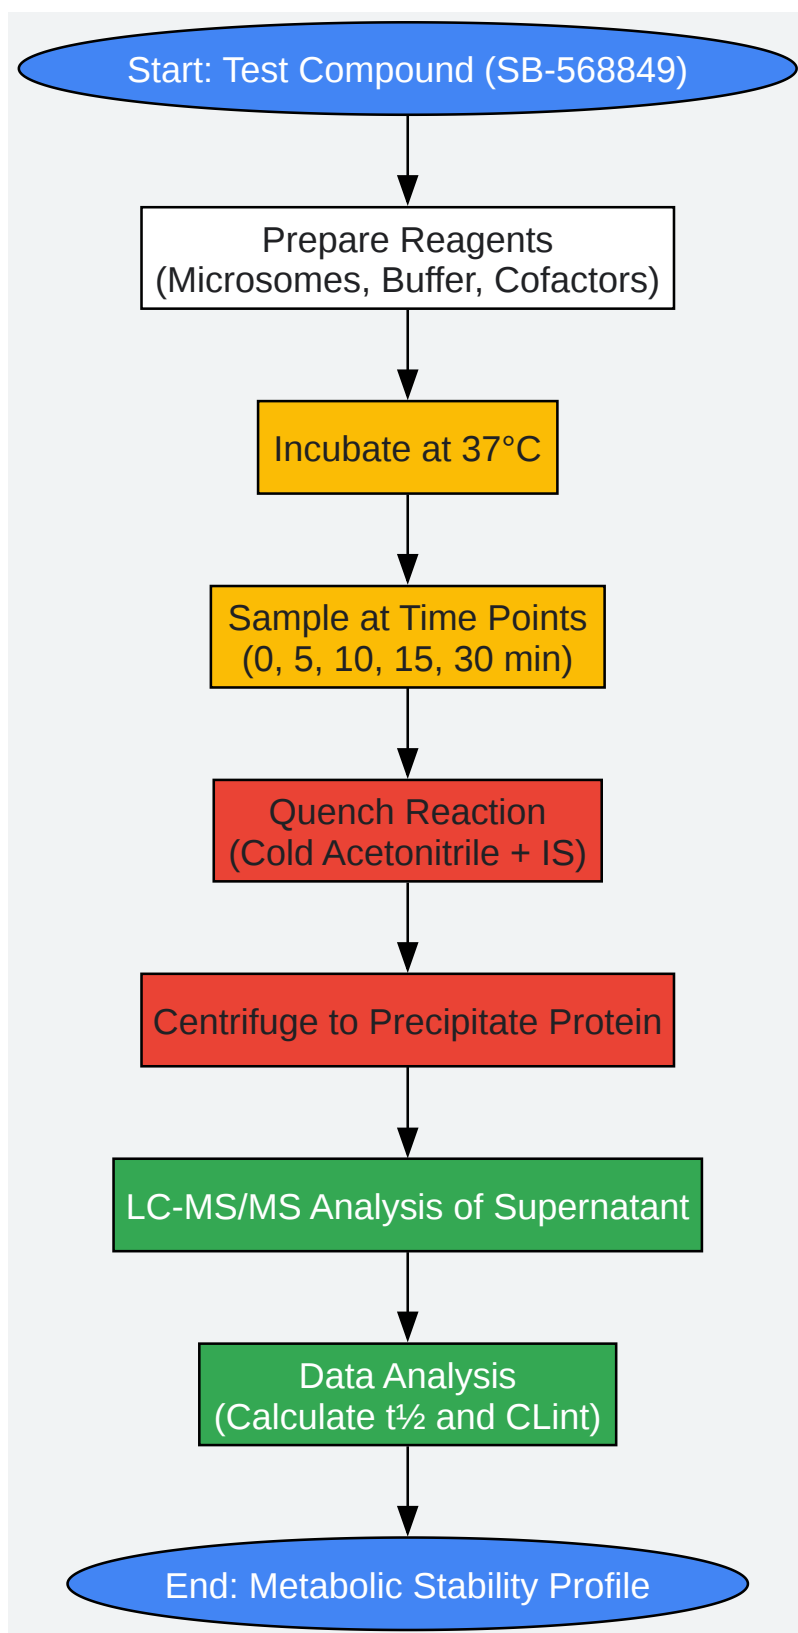 Start: Test Compound (SB-568849)
Prepare Reagents
(Microsomes, Buffer, Cofactors)
Incubate at 37°C
Sample at Time Points
(0, 5, 10, 15, 30 min)
Quench Reaction
(Cold Acetonitrile + IS)
Centrifuge to Precipitate Protein
LC-MS/MS Analysis of Supernatant
Data Analysis
(Calculate t½ and CLint)
End: Metabolic Stability Profile